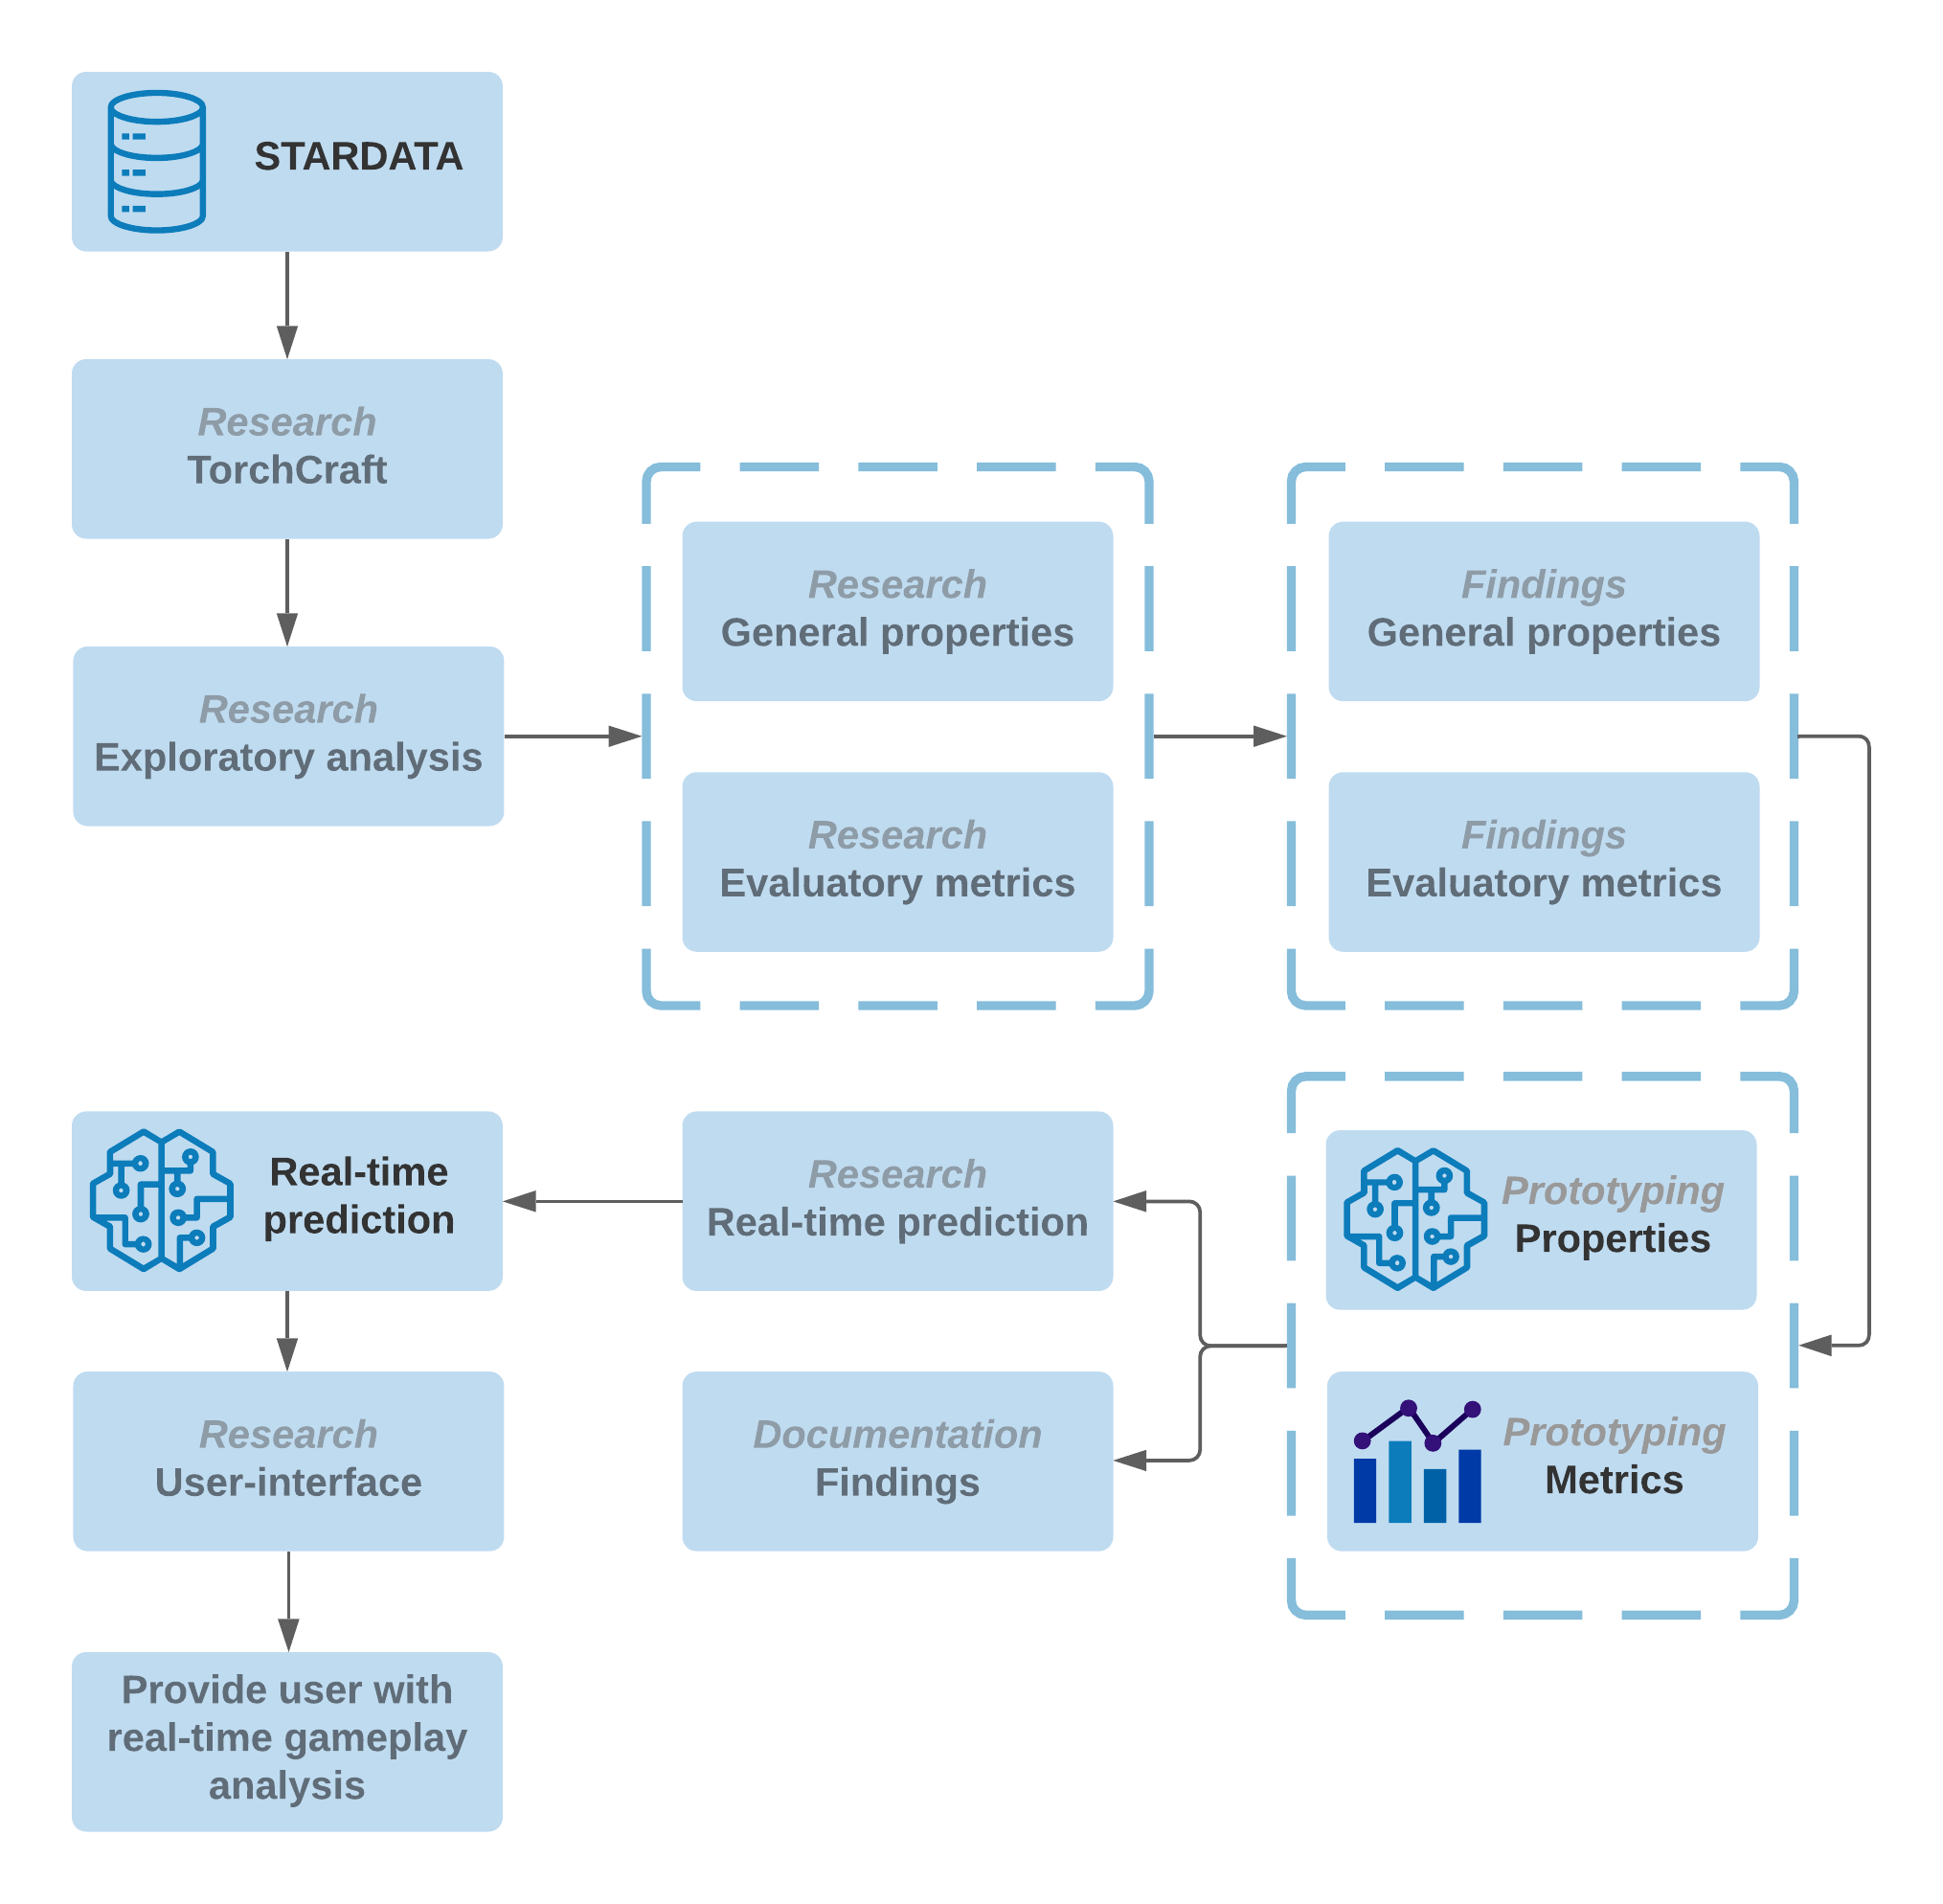 STARDATA
Research
TorchCraft
Research
Exploratory analysis
Research
General properties
Research
Evaluatory metrics
Findings
General properties
Findings
Evaluatory metrics
Prototyping
Properties
Prototyping
Metrics
Research
Real-time prediction
Documentation
Findings
Real-time
prediction
Research
User-interface
Provide user with
real-time gameplay
analysis